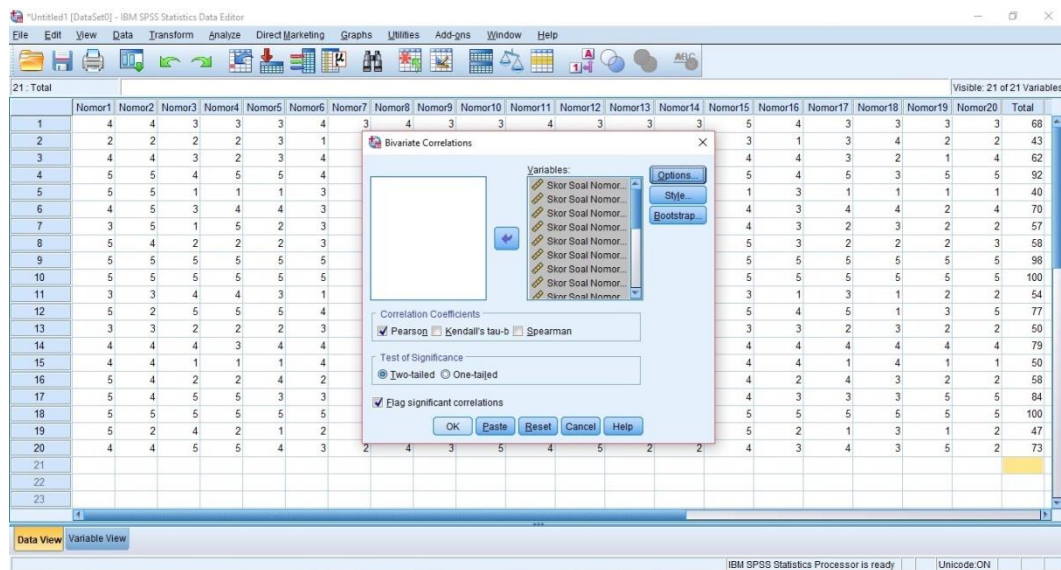 *Untitled1 [DataSet0] - IBM SPSS Statistics Data Editor
File Edit View Data Transform Analyze Direct Marketing Graphs Utilities Add-ons Window Help
21 : Total Visible: 21 of 21 Variables
Nomor1 Nomor2 Nomor3 Nomor4 Nomor5 Nomor6 Nomor7 Nomor8 Nomor9 Nomor10 Nomor11 Nomor12 Nomor13 Nomor14 Nomor15 Nomor16 Nomor17 Nomor18 Nomor19 Nomor20 Total
1 4 4 3 3 3 4 3 4 3 3 4 3 3 3 5 4 3 3 3 3 68
2 2 2 2 2 3 1 3 1 3 4 2 2 43
3 4 4 3 2 3 4 4 4 3 2 1 4 62
4 5 5 4 5 5 4 5 4 5 3 5 5 92
5 5 5 1 1 1 3 1 3 1 1 1 1 40
6 4 5 3 4 4 3 4 3 4 4 2 4 70
7 3 5 1 5 2 3 4 3 2 3 2 2 57
8 5 4 2 2 2 3 5 3 2 2 2 3 58
9 5 5 5 5 5 5 5 5 5 5 5 5 98
10 5 5 5 5 5 5 5 5 5 5 5 5 100
11 3 3 4 4 3 1 3 1 3 1 2 2 54
12 5 2 5 5 5 4 5 4 5 1 3 5 77
13 3 3 2 2 2 3 3 3 2 3 2 2 50
14 4 4 4 3 4 4 4 4 4 4 4 4 79
15 4 4 1 1 1 4 4 4 1 4 1 1 50
16 5 4 2 2 4 2 4 2 4 3 2 2 58
17 5 4 5 5 3 3 4 3 3 3 5 5 84
18 5 5 5 5 5 5 5 5 5 5 5 5 100
19 5 2 4 2 1 2 5 2 1 3 1 2 47
20 4 4 5 5 4 3 2 4 3 5 4 5 2 2 4 3 4 3 5 2 73
21
22
23
Bivariate Correlations
Variables:
Skor Soal Nomor...
Skor Soal Nomor...
Skor Soal Nomor...
Skor Soal Nomor...
Skor Soal Nomor...
Skor Soal Nomor...
Skor Soal Nomor...
Skor Soal Nomor...
Skor Soal Nomor
Options...
Style...
Bootstrap...
Correlation Coefficients
Pearson Kendall's tau-b Spearman
Test of Significance
Two-tailed One-tailed
Flag significant correlations
OK Paste Reset Cancel Help
Data View Variable View
IBM SPSS Statistics Processor is ready Unicode:ON